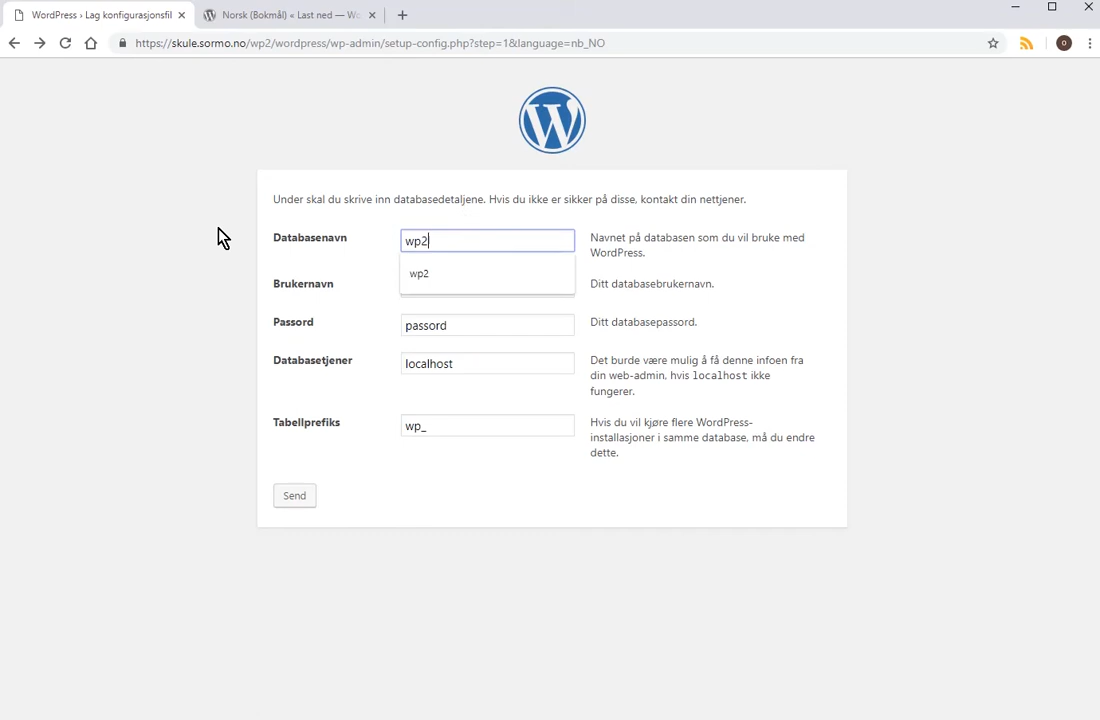 WordPress › Lag konfigurasjonsfil
Norsk (Bokmål) « Last ned — Wo
https://skule.sormo.no/wp2/wordpress/wp-admin/setup-config.php?step=1&language=nb_NO
Under skal du skrive inn databasedetaljene. Hvis du ikke er sikker på disse, kontakt din nettjener.
Databasenavn
wp2
Navnet på databasen som du vil bruke med
WordPress.
wp2
Brukernavn
Ditt databasebrukernavn.
Passord
passord
Ditt databasepassord.
Databasetjener
localhost
Det burde være mulig å få denne infoen fra
din web-admin, hvis localhost ikke
fungerer.
Tabellprefiks
wp_
Hvis du vil kjøre flere WordPress-
installasjoner i samme database, må du endre
dette.
Send